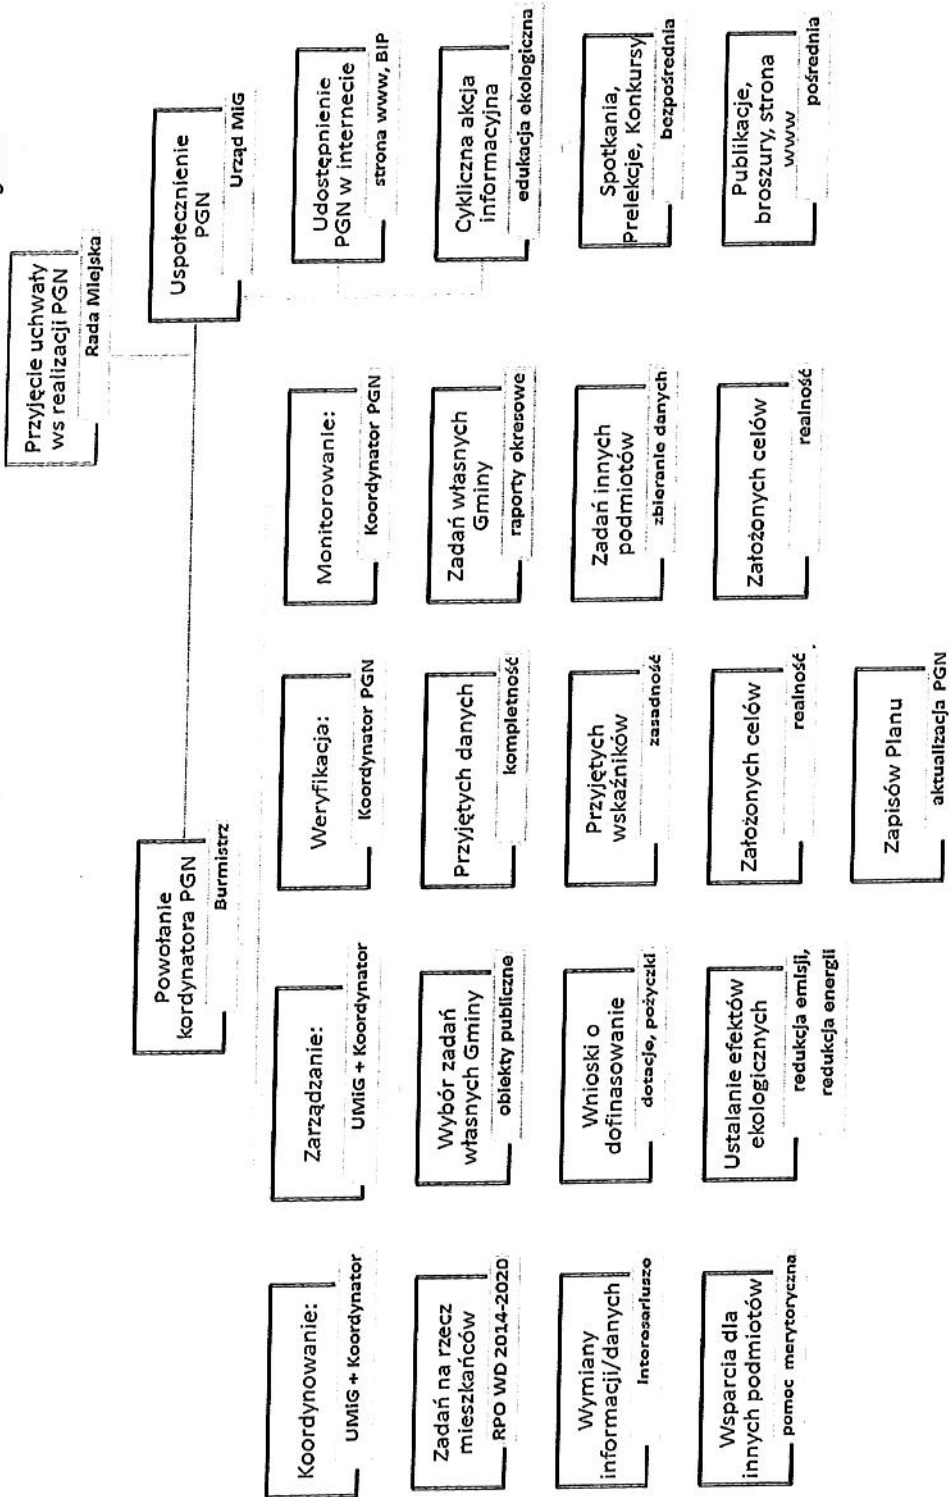 Przyjęcie uchwały
ws realizacji PGN
Rada Miejska
Powołanie
kordynatora PGN
Burmistrz
Uspołecznienie
PGN
Urząd MiG
Koordynowanie:
UMiG + Koordynator
Zadań na rzecz
mieszkańców
RPO WD 2014-2020
Wymiany
informacji/danych
Interesariusze
Wsparcia dla
innych podmiotów
pomoc merytoryczna
Zarządzanie:
UMiG + Koordynator
Wybór zadań
własnych Gminy
obiekty publiczne
Wnioski o
dofinasowanie
dotacje, pożyczki
Ustalanie efektów
ekologicznych
redukcja emisji,
redukcja energii
Weryfikacja:
Koordynator PGN
Przyjętych danych
kompletność
Przyjętych
wskaźników
zasadność
Założonych celów
realność
Zapisów Planu
aktualizacja PGN
Monitorowanie:
Koordynator PGN
Zadań własnych
Gminy
raporty okresowe
Zadań innych
podmiotów
zbieranie danych
Założonych celów
realność
Udostępnienie
PGN w internecie
strona www, BIP
Cykliczna akcja
informacyjna
edukacja ekologiczna
Spotkania,
Prelekcje, Konkursy
bezpośrednia
Publikacje,
broszury, strona
www
pośrednia